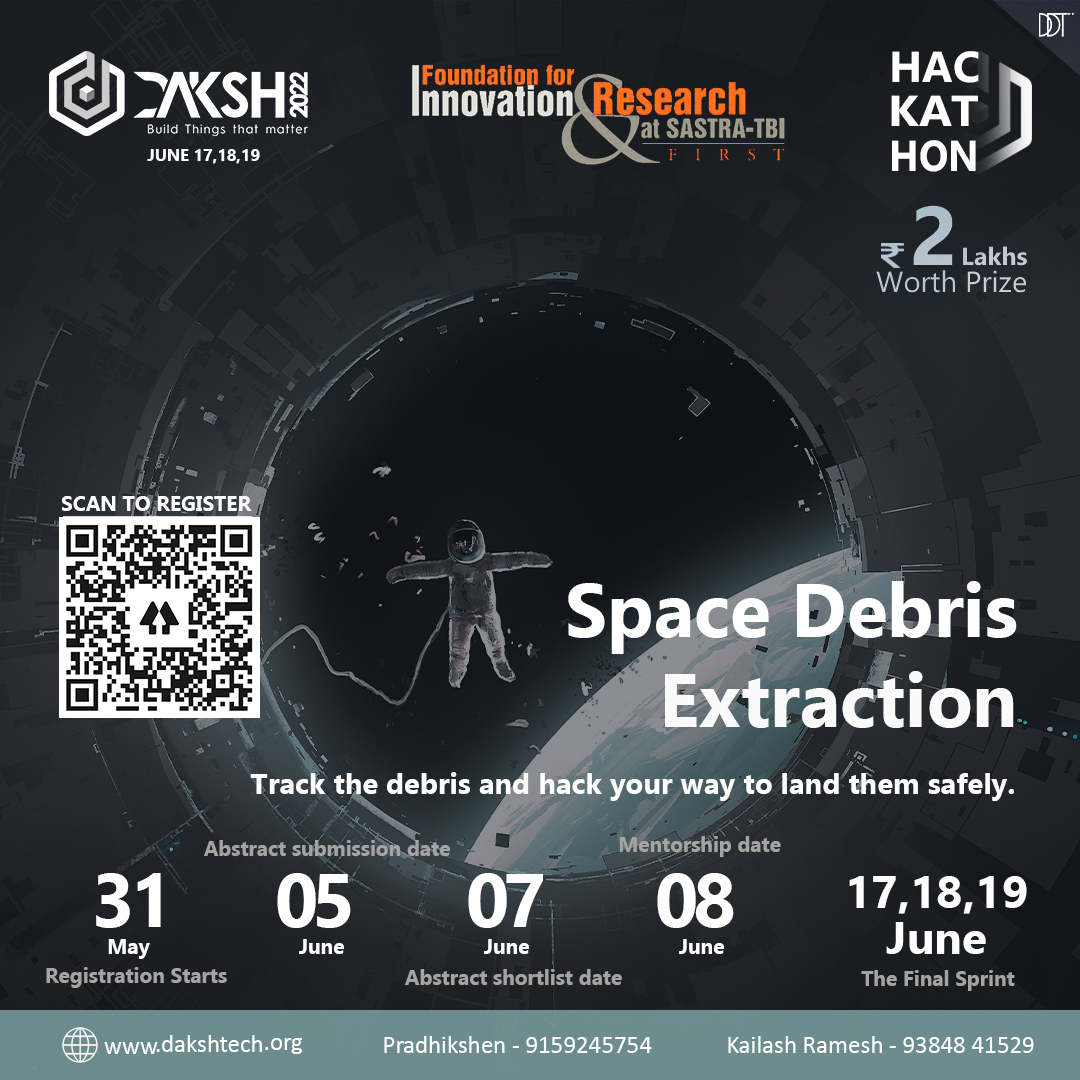 DDT
DAKSH 2022
Build Things that matter
JUNE 17,18,19
Foundation for
Innovation & Research
at SASTRA-TBI
FIRST
HAC
KAT
HON
₹ 2 Lakhs
Worth Prize
SCAN TO REGISTER
Space Debris
Extraction
Track the debris and hack your way to land them safely.
31
May
Registration Starts
Abstract submission date
05
June
07
June
Abstract shortlist date
Mentorship date
08
June
17,18,19
June
The Final Sprint
www.dakshtech.org
Pradhikshen - 9159245754
Kailash Ramesh - 93848 41529